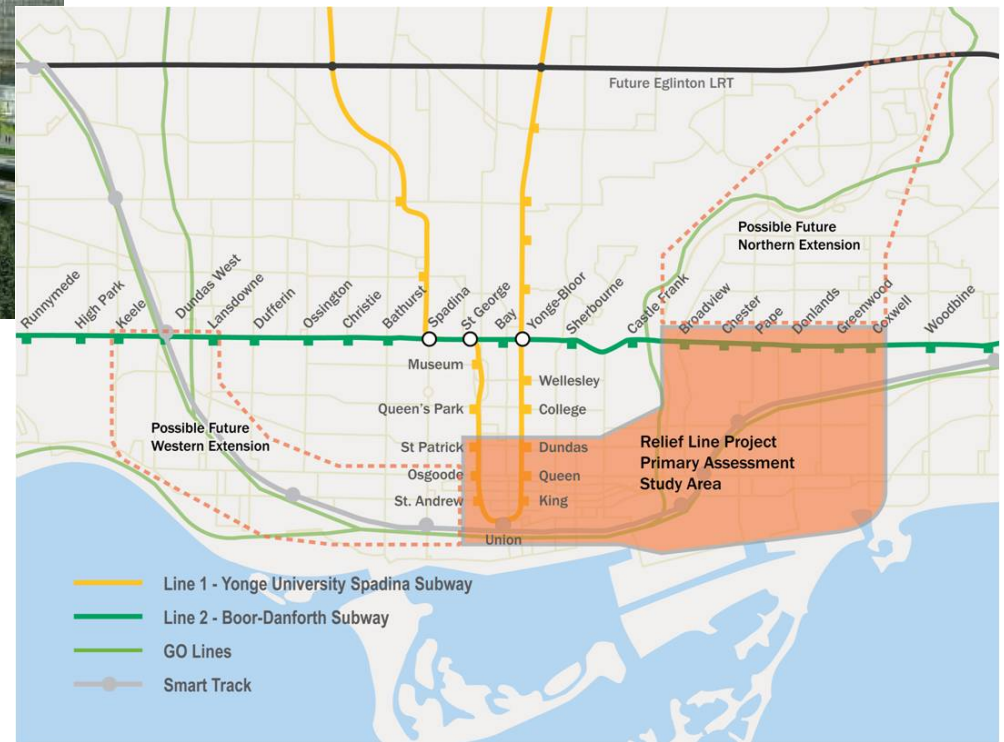 Future Eglinton LRT
Possible Future
Northern Extension
Runnymede
High Park
Keele
Dundas West
Lansdowne
Dufferin
Ossington
Christie
Bathurst
Spadina
St George
Bay
Yonge-Bloor
Sherbourne
Castle Frank
Broadview
Chester
Pape
Donlands
Greenwood
Coxwell
Woodbine
Museum
Wellesley
Queen's Park
College
Possible Future
Western Extension
St Patrick
Dundas
Relief Line Project
Primary Assessment
Study Area
Osgoode
Queen
St. Andrew
King
Union
Line 1 - Yonge University Spadina Subway
Line 2 - Boor-Danforth Subway
GO Lines
Smart Track